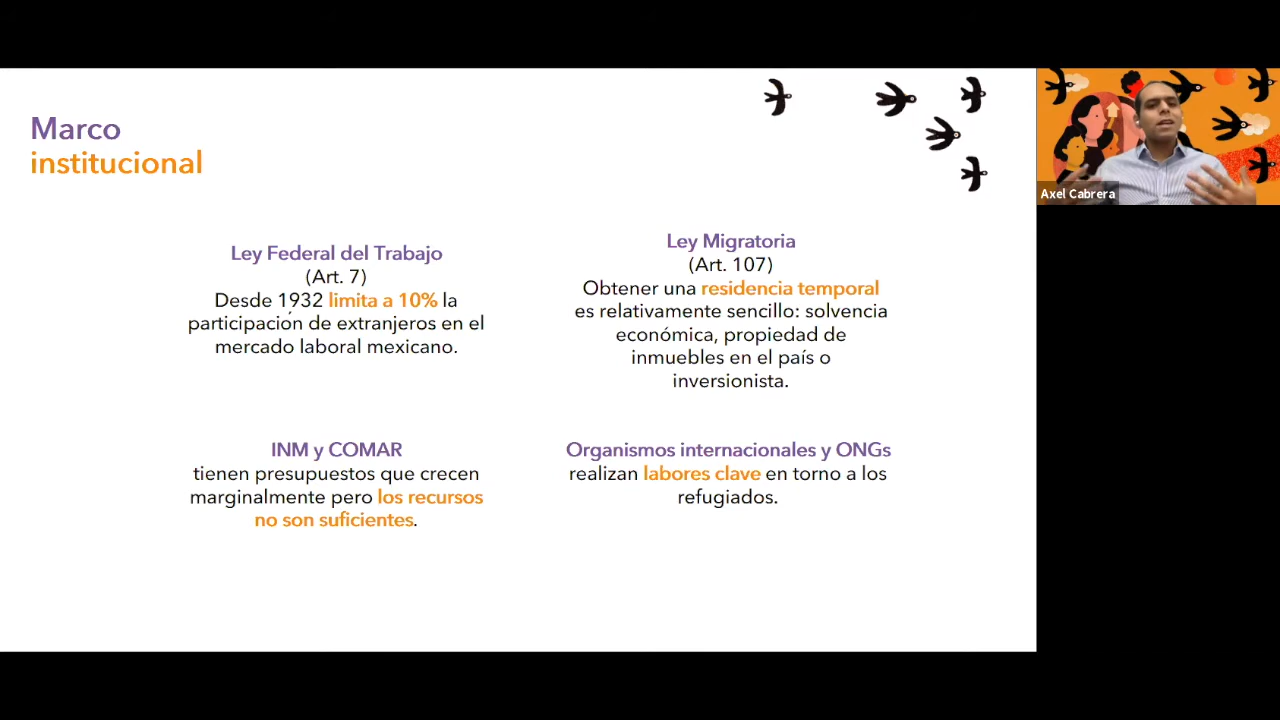 Marco
institucional
Ley Federal del Trabajo
(Art. 7)
Desde 1932 limita a 10% la
participación de extranjeros en el
mercado laboral mexicano.
Ley Migratoria
(Art. 107)
Obtener una residencia temporal
es relativamente sencillo: solvencia
económica, propiedad de
inmuebles en el país o
inversionista.
INM y COMAR
tienen presupuestos que crecen
marginalmente pero los recursos
no son suficientes.
Organismos internacionales y ONGs
realizan labores clave en torno a los
refugiados.
Axel Cabrera